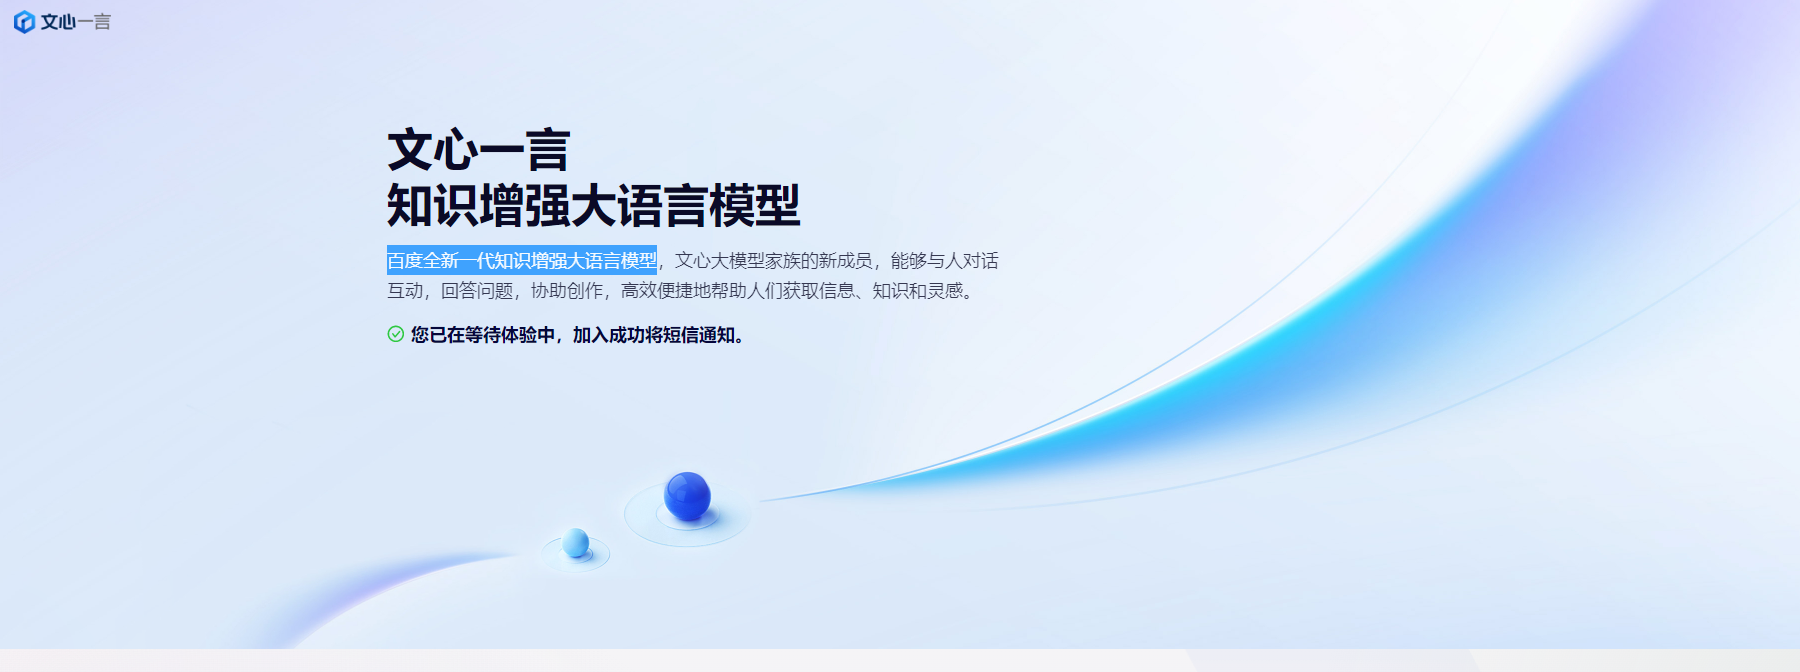 文心一言
文心一言
知识增强大语言模型
百度全新一代知识增强大语言模型，文心大模型家族的新成员，能够与人对话
互动，回答问题，协助创作，高效便捷地帮助人们获取信息、知识和灵感。
您已在等待体验中，加入成功将短信通知。